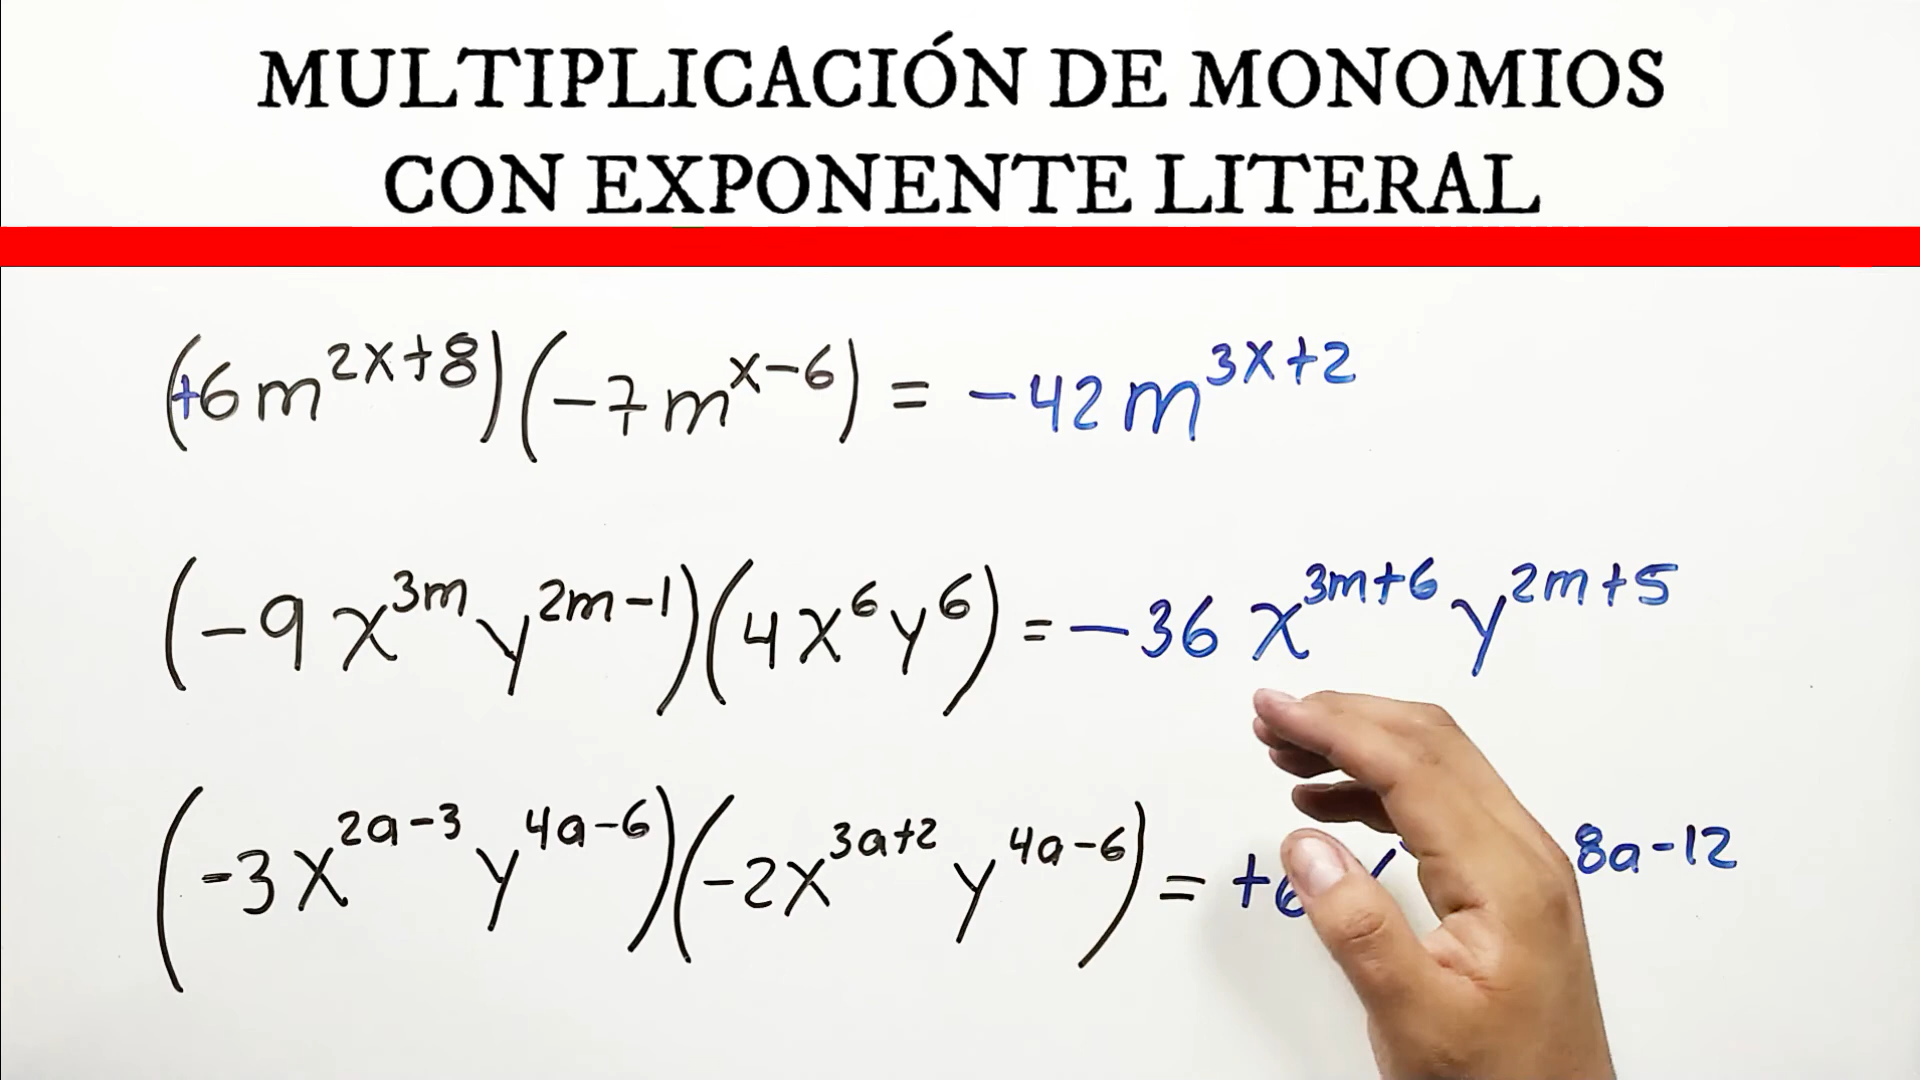 MULTIPLICACIÓN DE MONOMIOS
CON EXPONENTE LITERAL
(+6m^{2x+8})(-7m^{x-6}) = -42m^{3x+2}
(-9x^{3m}y^{2m-1})(4x^{6}y^{6}) = -36x^{3m+6}y^{2m+5}
(-3x^{2a-3}y^{4a-6})(-2x^{3a+2}y^{4a-6}) = +6 8a-12